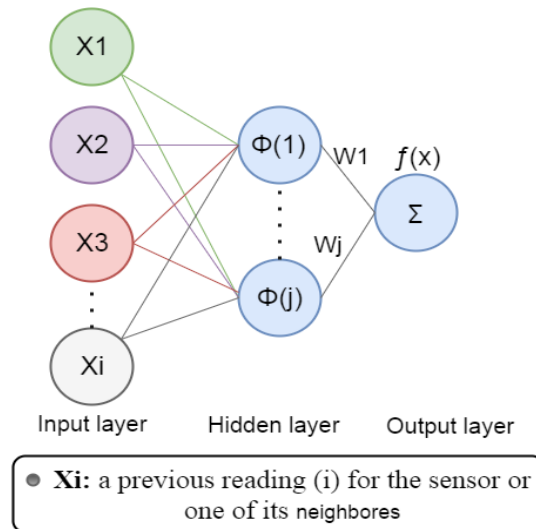 X1
X2
X3
Xi
Φ(1)
Φ(j)
W1
Wj
ƒ(x)
Σ
Input layer
Hidden layer
Output layer
Xi: a previous reading (i) for the sensor or
one of its neighbores